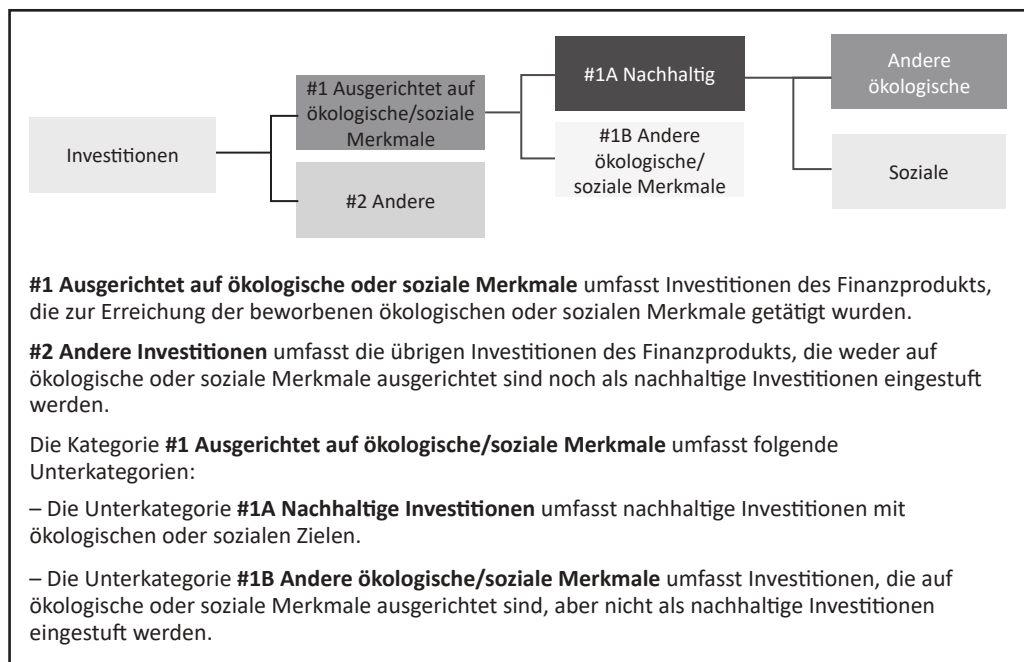 Investitionen
#1 Ausgerichtet auf
ökologische/soziale
Merkmale
#2 Andere
#1A Nachhaltig
#1B Andere
ökologische/
soziale Merkmale
Andere
ökologische
Soziale
#1 Ausgerichtet auf ökologische oder soziale Merkmale umfasst Investitionen des Finanzprodukts,
die zur Erreichung der beworbenen ökologischen oder sozialen Merkmale getätigt wurden.
#2 Andere Investitionen umfasst die übrigen Investitionen des Finanzprodukts, die weder auf
ökologische oder soziale Merkmale ausgerichtet sind noch als nachhaltige Investitionen eingestuft
werden.
Die Kategorie #1 Ausgerichtet auf ökologische/soziale Merkmale umfasst folgende
Unterkategorien:
– Die Unterkategorie #1A Nachhaltige Investitionen umfasst nachhaltige Investitionen mit
ökologischen oder sozialen Zielen.
– Die Unterkategorie #1B Andere ökologische/soziale Merkmale umfasst Investitionen, die auf
ökologische oder soziale Merkmale ausgerichtet sind, aber nicht als nachhaltige Investitionen
eingestuft werden.